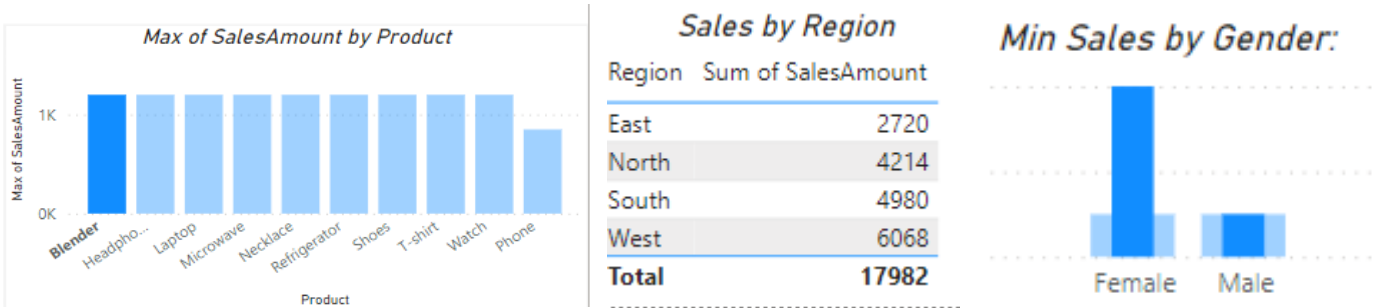 Max of SalesAmount by Product
Max of SalesAmount
1K
0K
Blender
Headpho...
Laptop
Microwave
Necklace
Refrigerator
Shoes
T-shirt
Watch
Phone
Product
Sales by Region
Region Sum of SalesAmount
East 2720
North 4214
South 4980
West 6068
Total 17982
Min Sales by Gender:
Female Male